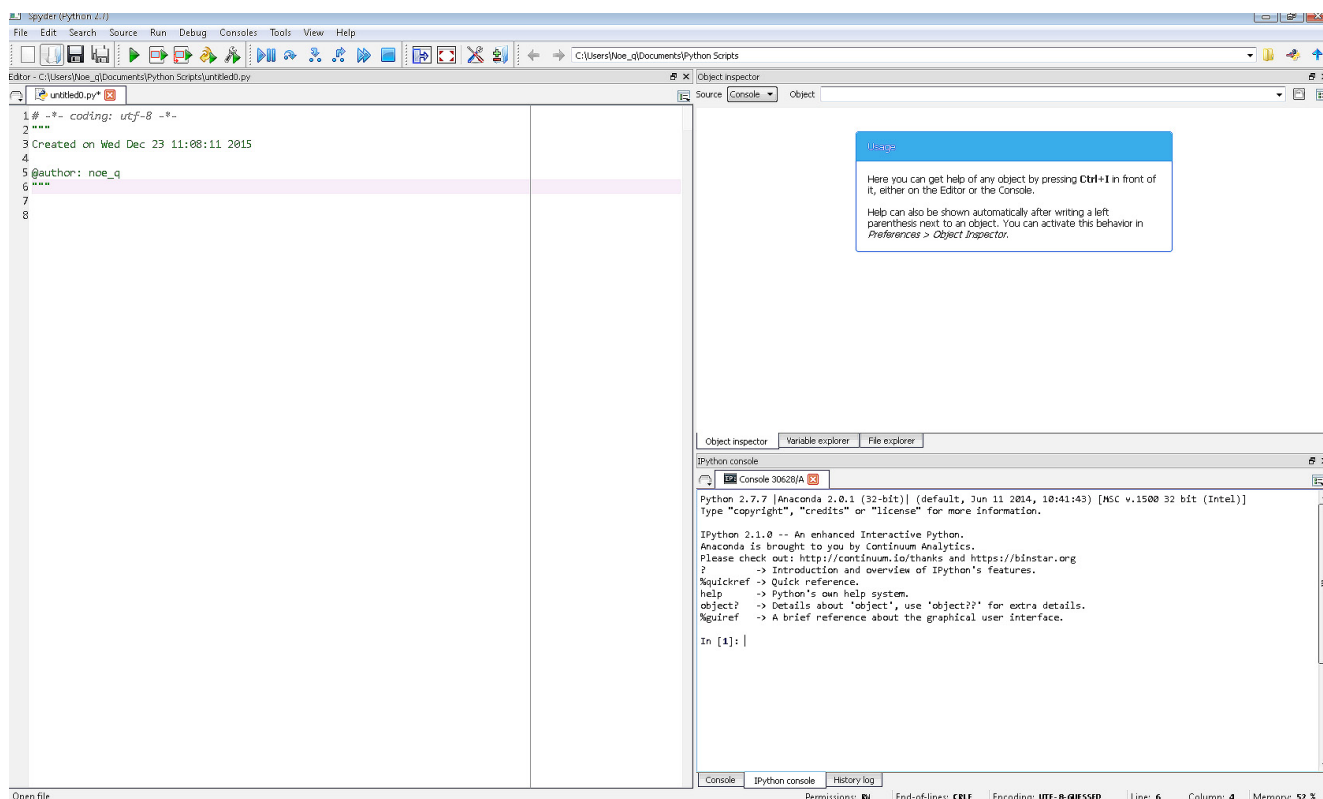 Spyder (Python 2.7)
File Edit Search Source Run Debug Consoles Tools View Help
C:\Users\Noe_q\Documents\Python Scripts
Editor - C:\Users\Noe_q\Documents\Python Scripts\untitled0.py
untitled0.py*
1 # -*- coding: utf-8 -*-
2 """
3 Created on Wed Dec 23 11:08:11 2015
4
5 @author: noe_q
6 """
7
8
Object inspector
Source Console Object
Usage
Here you can get help of any object by pressing Ctrl+I in front of
it, either on the Editor or the Console.
Help can also be shown automatically after writing a left
parenthesis next to an object. You can activate this behavior in
Preferences > Object Inspector.
Object inspector Variable explorer File explorer
IPython console
Console 30628/A
Python 2.7.7 |Anaconda 2.0.1 (32-bit)| (default, Jun 11 2014, 10:41:43) [MSC v.1500 32 bit (Intel)]
Type "copyright", "credits" or "license" for more information.
IPython 2.1.0 -- An enhanced Interactive Python.
Anaconda is brought to you by Continuum Analytics.
Please check out: http://continuum.io/thanks and https://binstar.org
? -> Introduction and overview of IPython's features.
%quickref -> Quick reference.
help -> Python's own help system.
object? -> Details about 'object', use 'object??' for extra details.
%guiref -> A brief reference about the graphical user interface.
In [1]:
Console IPython console History log
Open file Permissions: RW End-of-lines: CRLF Encoding: UTF-8-GUESSED Line: 6 Column: 4 Memory: 52 %